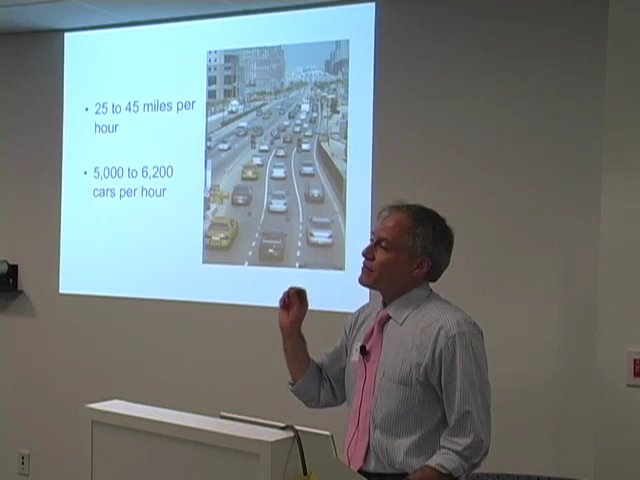 • 25 to 45 miles per
hour
• 5,000 to 6,200
cars per hour